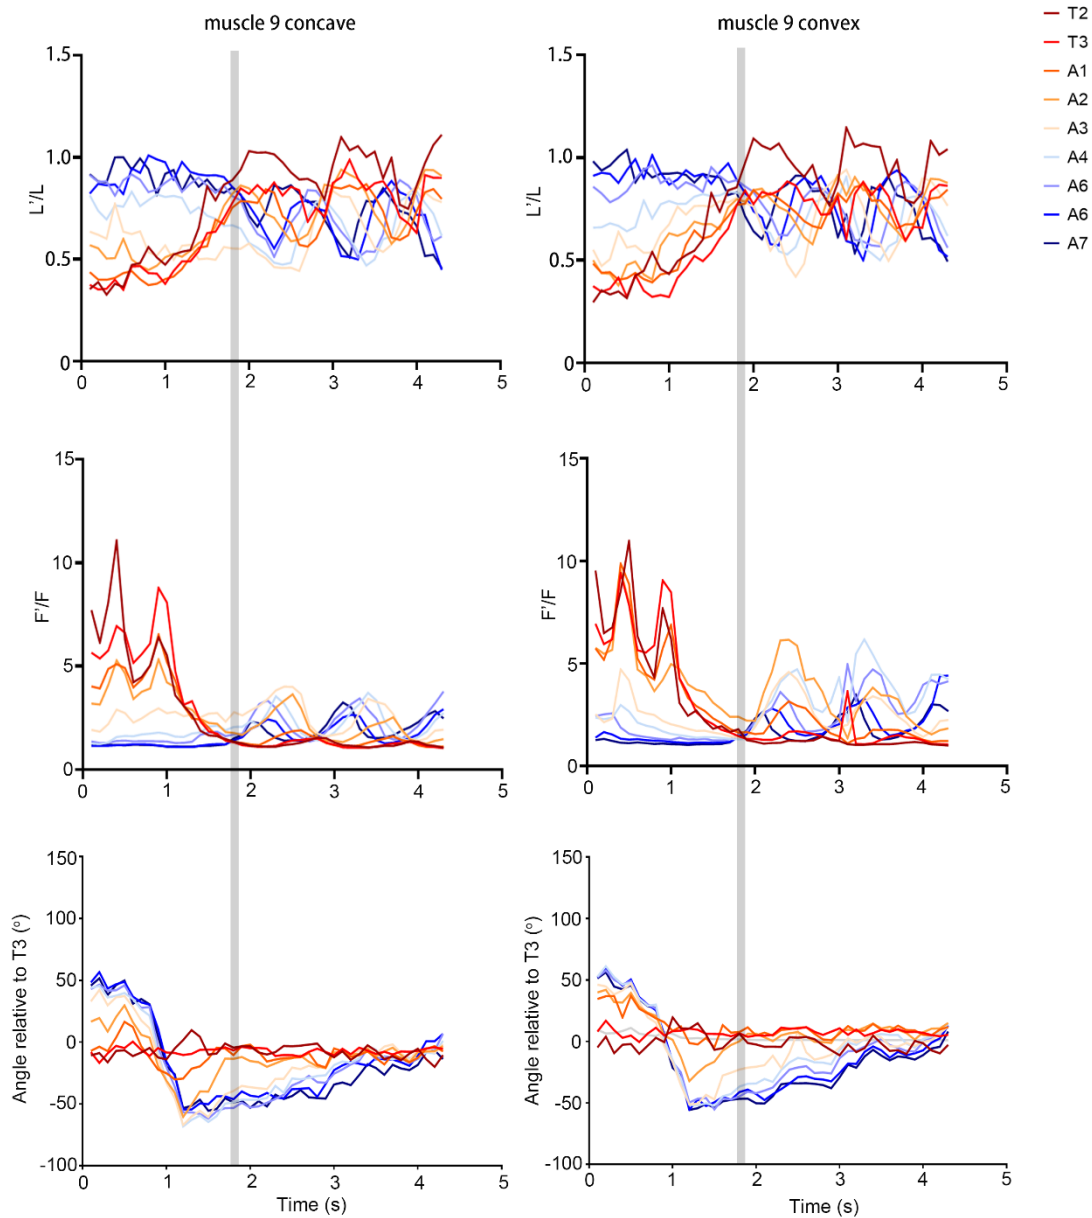 muscle 9 concave
muscle 9 convex
T2
T3
A1
A2
A3
A4
A6
A6
A7
1.5
1.0
0.5
0
L'/L
0 1 2 3 4 5
1.5
1.0
0.5
0
L'/L
0 1 2 3 4 5
15
10
5
0
F'/F
0 1 2 3 4 5
15
10
5
0
F'/F
0 1 2 3 4 5
150
100
50
0
-50
-100
Angle relative to T3 (°)
0 1 2 3 4 5
Time (s)
150
100
50
0
-50
-100
Angle relative to T3 (°)
0 1 2 3 4 5
Time (s)